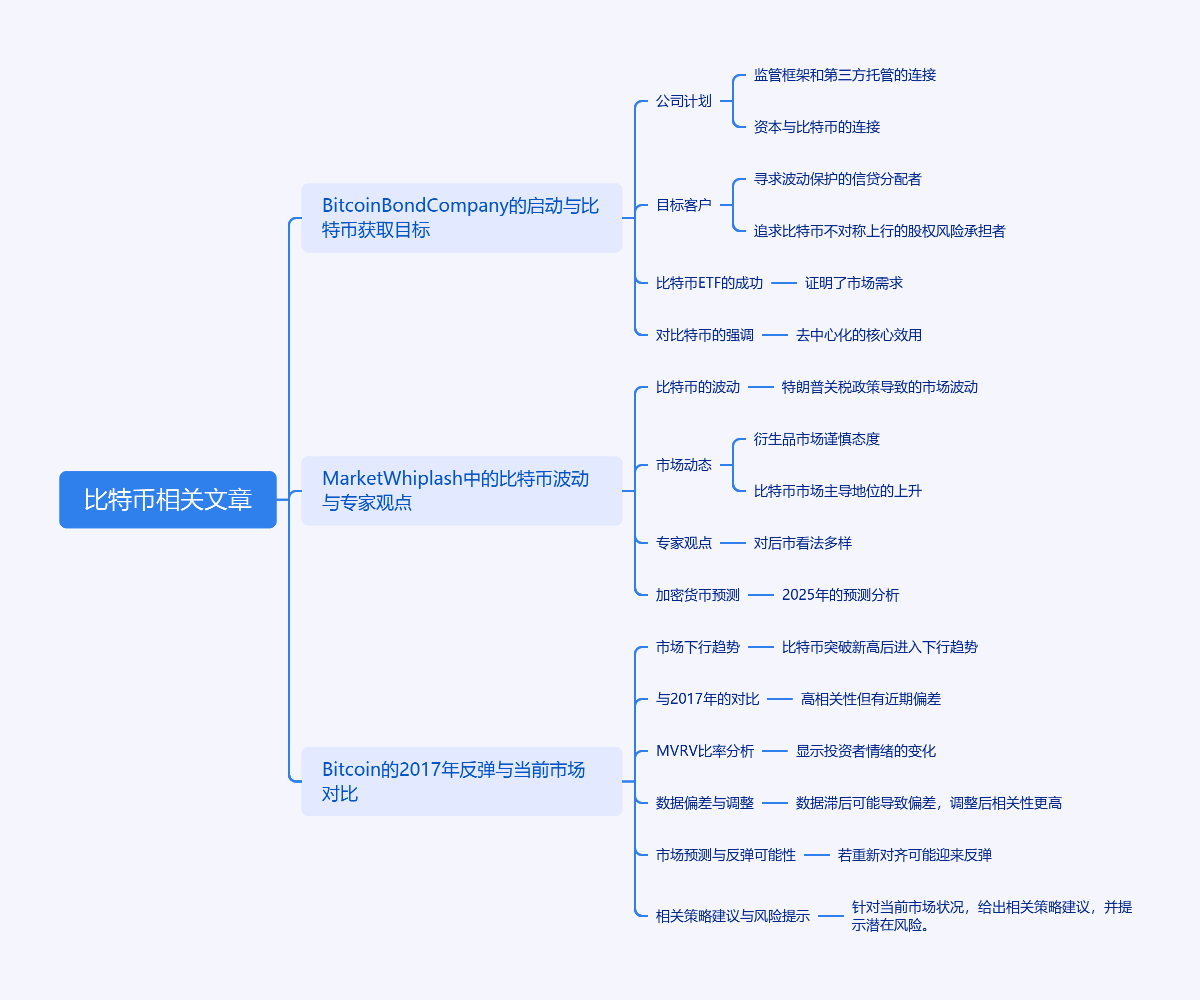 比特币相关文章
BitcoinBondCompany的启动与比
特币获取目标
公司计划
监管框架和第三方托管的连接
资本与比特币的连接
目标客户
寻求波动保护的信贷分配者
追求比特币不对称上行的股权风险承担者
比特币ETF的成功
证明了市场需求
对比特币的强调
去中心化的核心效用
MarketWhiplash中的比特币波动
与专家观点
比特币的波动
特朗普关税政策导致的市场波动
市场动态
衍生品市场谨慎态度
比特币市场主导地位的上升
专家观点
对后市看法多样
加密货币预测
2025年的预测分析
Bitcoin的2017年反弹与当前市场
对比
市场下行趋势
比特币突破新高后进入下行趋势
与2017年的对比
高相关性但有近期偏差
MVRV比率分析
显示投资者情绪的变化
数据偏差与调整
数据滞后可能导致偏差，调整后相关性更高
市场预测与反弹可能性
若重新对齐可能迎来反弹
相关策略建议与风险提示
针对当前市场状况，给出相关策略建议，并提
示潜在风险。